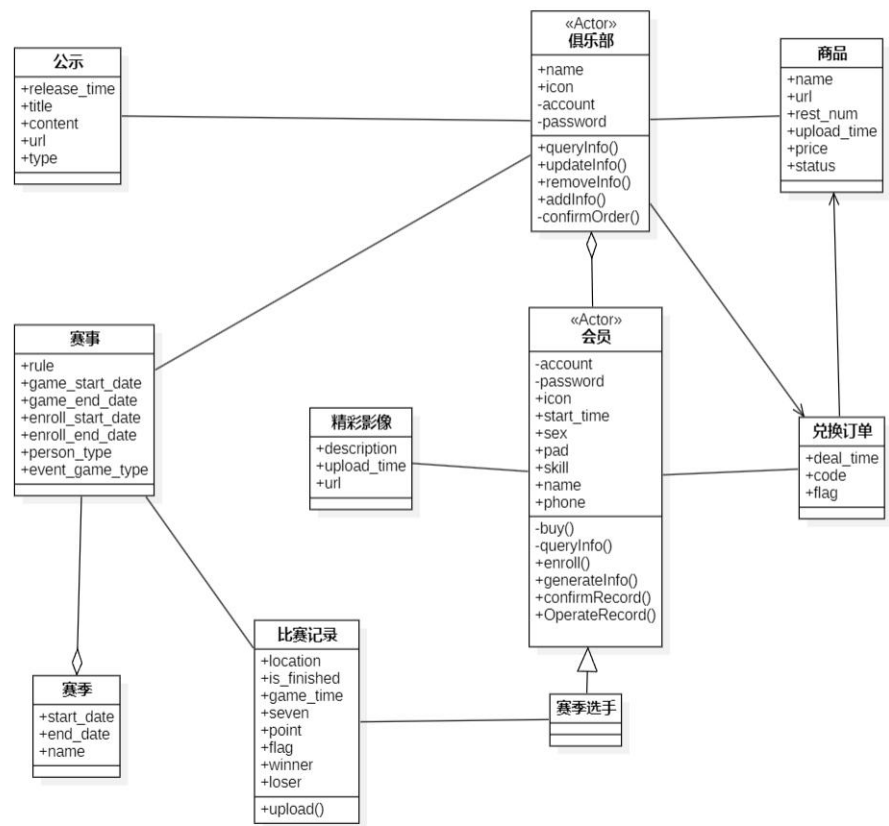 公示
+release_time
+title
+content
+url
+type
«Actor»
俱乐部
+name
+icon
-account
-password
+queryInfo()
+updateInfo()
+removeInfo()
+addInfo()
-confirmOrder()
商品
+name
+url
+rest_num
+upload_time
+price
+status
赛事
+rule
+game_start_date
+game_end_date
+enroll_start_date
+enroll_end_date
+person_type
+event_game_type
精彩影像
+description
+upload_time
+url
«Actor»
会员
-account
-password
+icon
+start_time
+sex
+pad
+skill
+name
+phone
-buy()
-queryInfo()
+enroll()
+generateInfo()
+confirmRecord()
+OperateRecord()
兑换订单
+deal_time
+code
+flag
赛季
+start_date
+end_date
+name
比赛记录
+location
+is_finished
+game_time
+seven
+point
+flag
+winner
+loser
+upload()
赛季选手